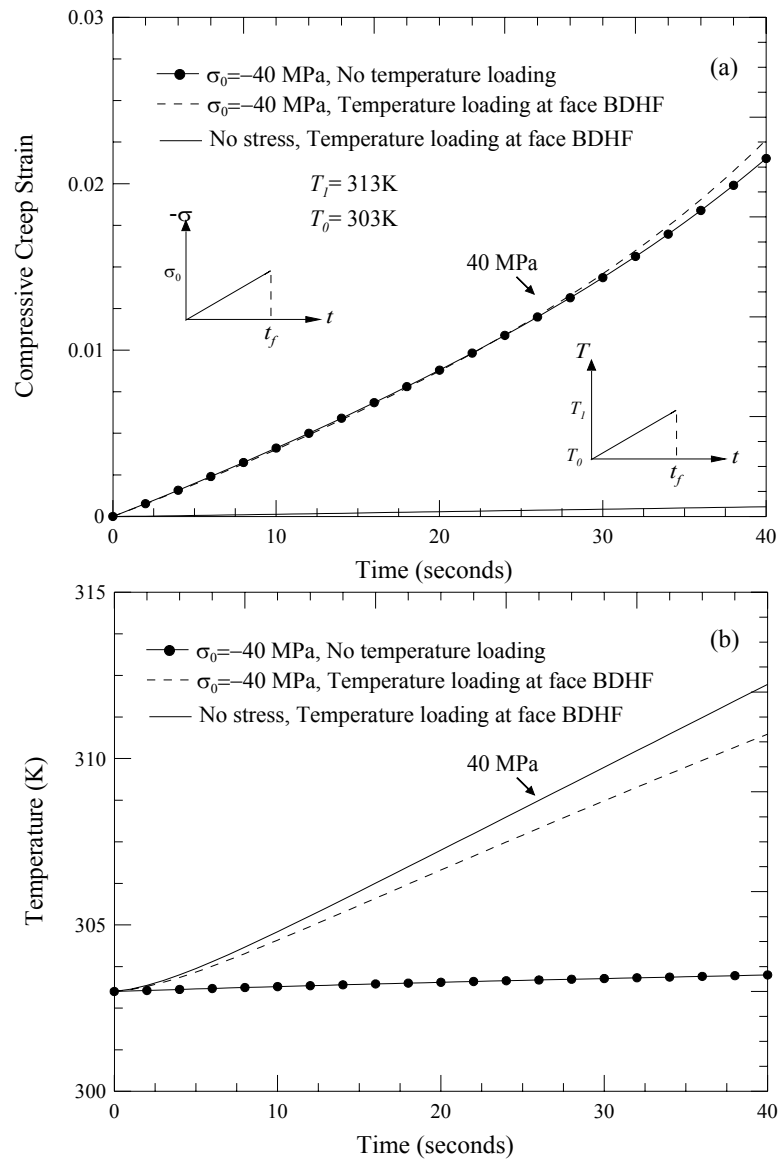 0.03
(a)
σ₀=−40 MPa, No temperature loading
σ₀=−40 MPa, Temperature loading at face BDHF
No stress, Temperature loading at face BDHF
T₁= 313K
T₀= 303K
0.02
-σ
σ₀
t
t_f
40 MPa
0.01
T
T₁
T₀
t
t_f
0
0 10 20 30 40
Time (seconds)
Compressive Creep Strain
315
(b)
σ₀=−40 MPa, No temperature loading
σ₀=−40 MPa, Temperature loading at face BDHF
No stress, Temperature loading at face BDHF
310
40 MPa
305
300
0 10 20 30 40
Time (seconds)
Temperature (K)